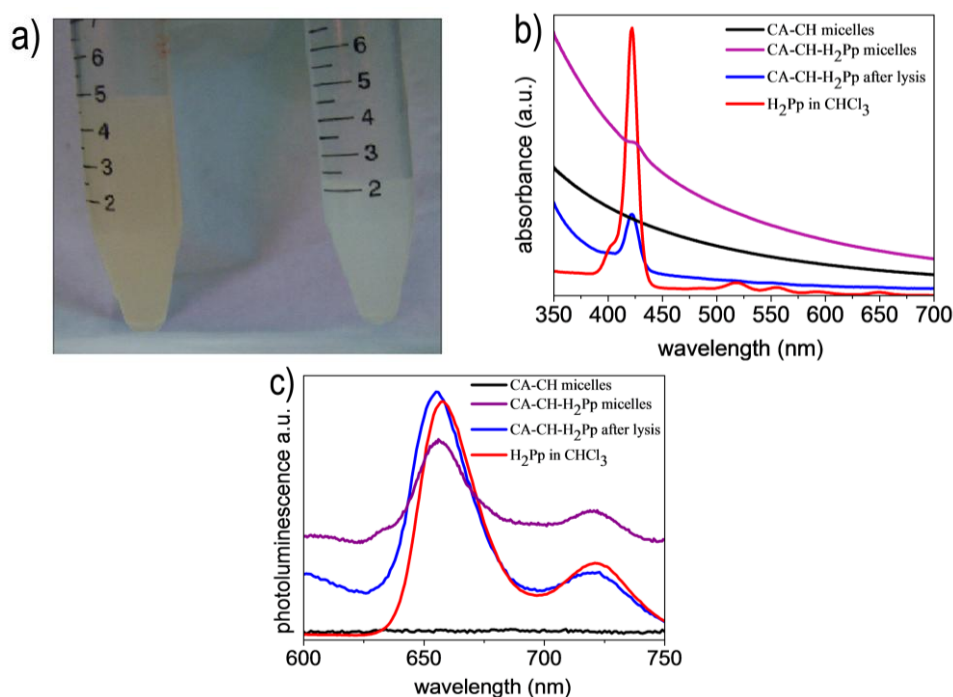 a)
6
5
4
3
2
6
5
4
3
2
b)
absorbance (a.u.)
CA-CH micelles
CA-CH-H₂Pp micelles
CA-CH-H₂Pp after lysis
H₂Pp in CHCl₃
350 400 450 500 550 600 650 700
wavelength (nm)
c)
photoluminescence a.u.
CA-CH micelles
CA-CH-H₂Pp micelles
CA-CH-H₂Pp after lysis
H₂Pp in CHCl₃
600 650 700 750
wavelength (nm)